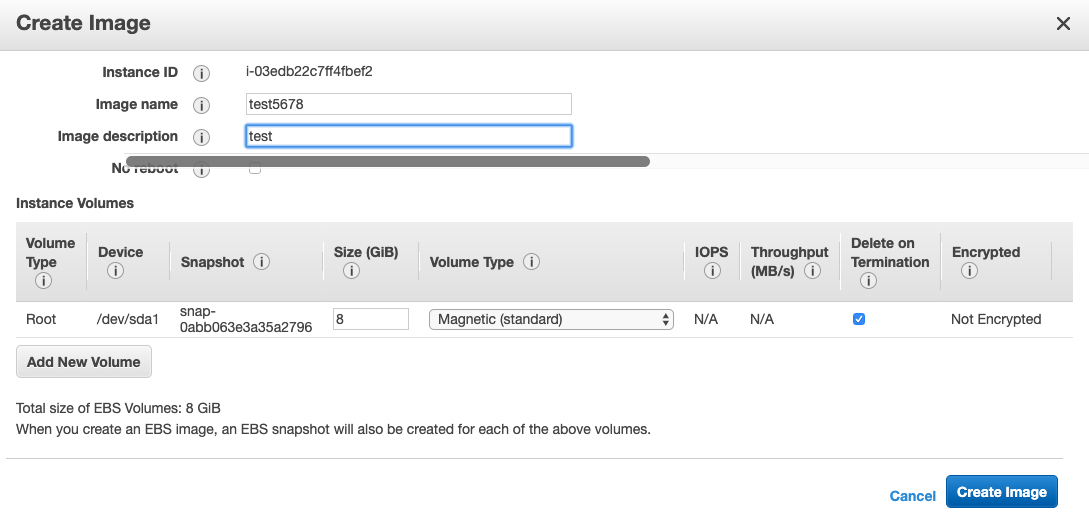 Create Image
Instance ID i-03edb22c7ff4fbef2
Image name test5678
Image description test
No reboot
Instance Volumes
Volume Type Device Snapshot Size (GiB) Volume Type IOPS Throughput (MB/s) Delete on Termination Encrypted
Root /dev/sda1 snap-0abb063e3a35a2796 8 Magnetic (standard) N/A N/A Not Encrypted
Add New Volume
Total size of EBS Volumes: 8 GiB
When you create an EBS image, an EBS snapshot will also be created for each of the above volumes.
Cancel Create Image